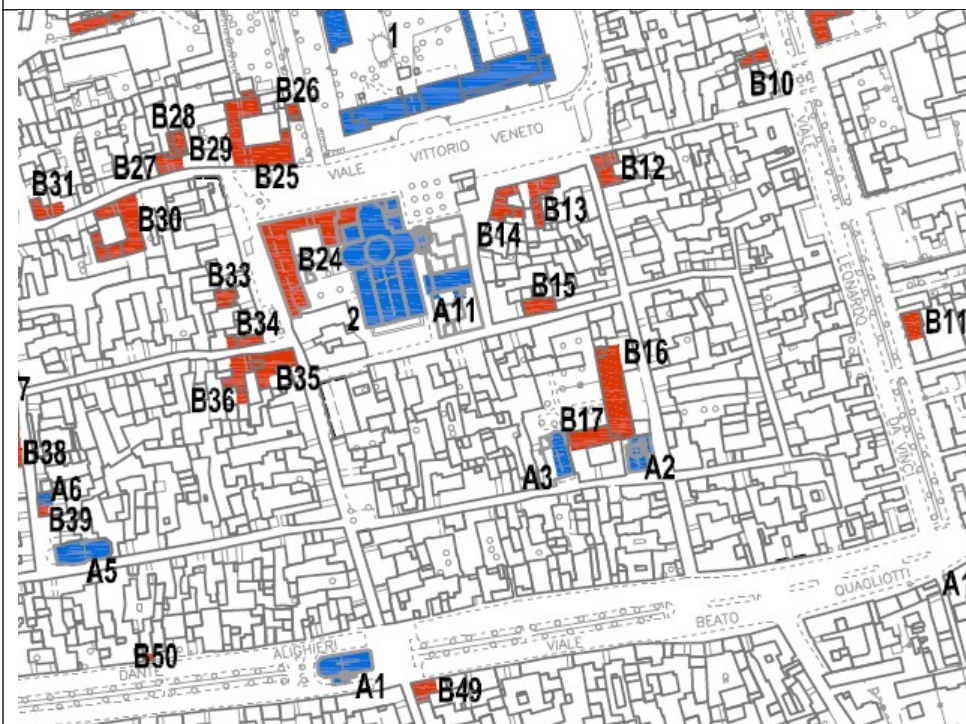 1
B10
B26
B28
B29
B27
B25
VIALE VITTORIO VENETO
VIALE
B31
B30
B12
B13
B14
B24
B33
B15
A11
2
LEONARDO
B11
B34
B35
B36
B16
7
B17
B38
A3
A2
DA VINCI
A6
B39
A5
QUAGLIOTTI
BEATO
VIALE
ALIGHIERI
DANTE
B50
A1
B49